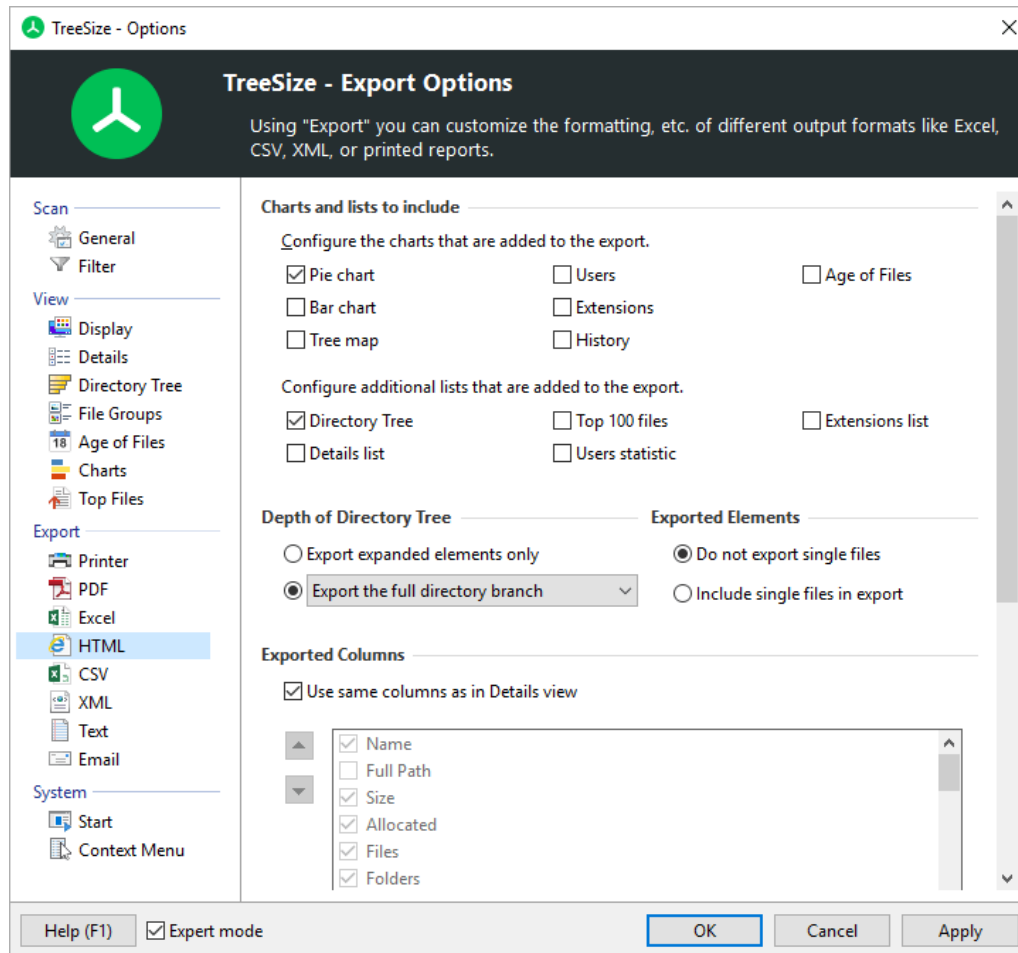 TreeSize - Options
TreeSize - Export Options
Using "Export" you can customize the formatting, etc. of different output formats like Excel,
CSV, XML, or printed reports.
Scan
General
Filter
View
Display
Details
Directory Tree
File Groups
18 Age of Files
Charts
Top Files
Export
Printer
PDF
Excel
HTML
CSV
XML
Text
Email
System
Start
Context Menu
Charts and lists to include
Configure the charts that are added to the export.
Pie chart Users Age of Files
Bar chart Extensions
Tree map History
Configure additional lists that are added to the export.
Directory Tree Top 100 files Extensions list
Details list Users statistic
Depth of Directory Tree Exported Elements
Export expanded elements only Do not export single files
Export the full directory branch Include single files in export
Exported Columns
Use same columns as in Details view
Name
Full Path
Size
Allocated
Files
Folders
Help (F1) Expert mode OK Cancel Apply